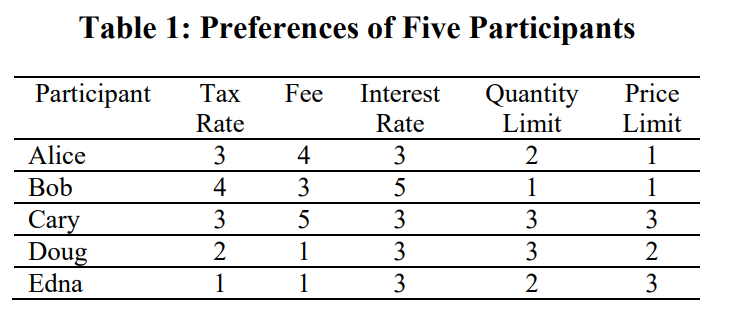 Table 1: Preferences of Five Participants
Participant Tax Rate Fee Interest Rate Quantity Limit Price Limit
Alice 3 4 3 2 1
Bob 4 3 5 1 1
Cary 3 5 3 3 3
Doug 2 1 3 3 2
Edna 1 1 3 2 3